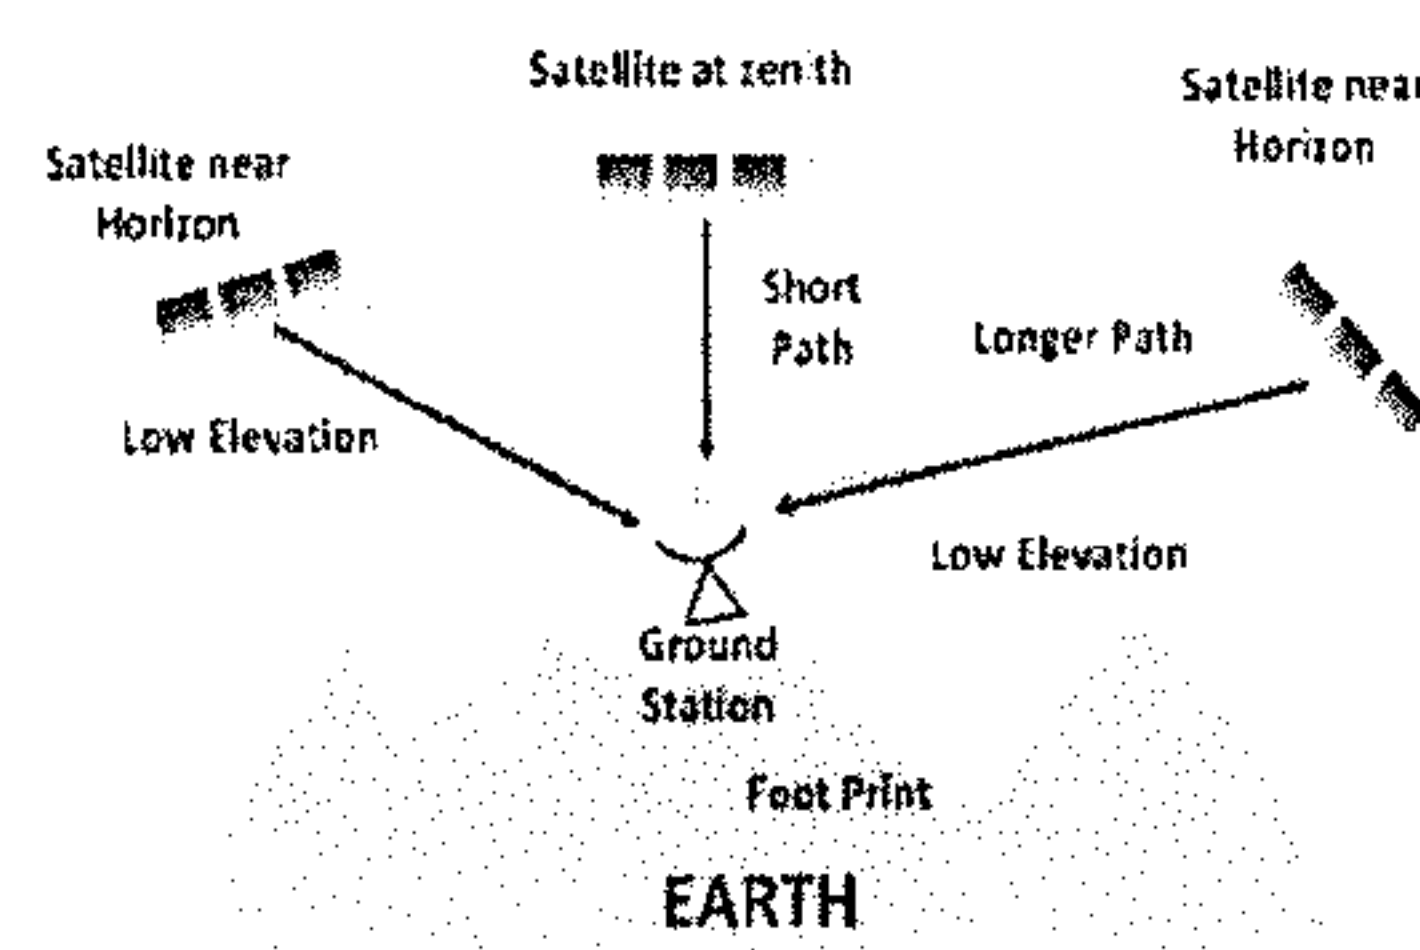 Satellite at zenith
Satellite near
Horizon
Satellite near
Horizon
Short
Path
Longer Path
Low Elevation
Low Elevation
Ground
Station
Foot Print
EARTH